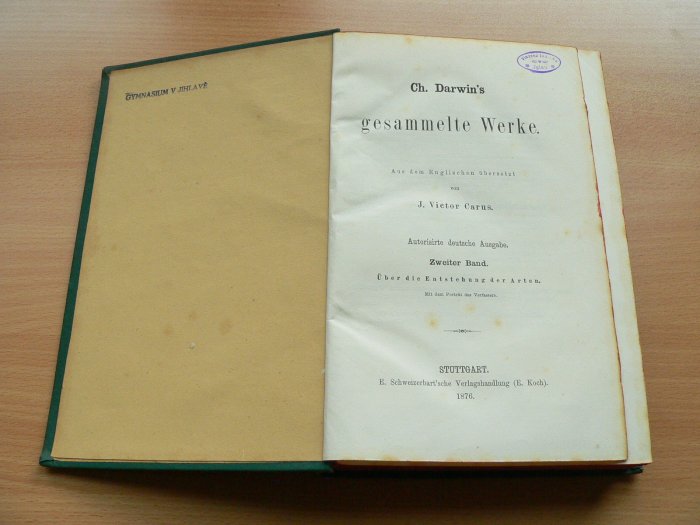 GYMNASIUM V JIHLAVĚ
Ch. Darwin's
gesammelte Werke.
Aus dem Englischen übersetzt
von
J. Victor Carus.
Autorisirte deutsche Ausgabe.
Zweiter Band.
Über die Entstehung der Arten.
Mit dem Porträt des Verfassers.
STUTTGART.
E. Schweizerbart'sche Verlagshandlung (E. Koch).
1876.